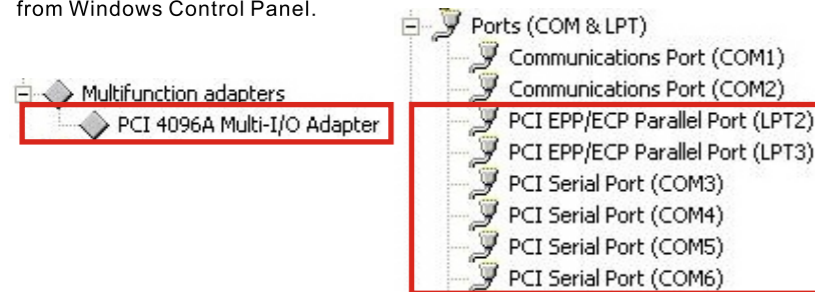 from Windows Control Panel.
Multifunction adapters
PCI 4096A Multi-I/O Adapter
Ports (COM & LPT)
Communications Port (COM1)
Communications Port (COM2)
PCI EPP/ECP Parallel Port (LPT2)
PCI EPP/ECP Parallel Port (LPT3)
PCI Serial Port (COM3)
PCI Serial Port (COM4)
PCI Serial Port (COM5)
PCI Serial Port (COM6)